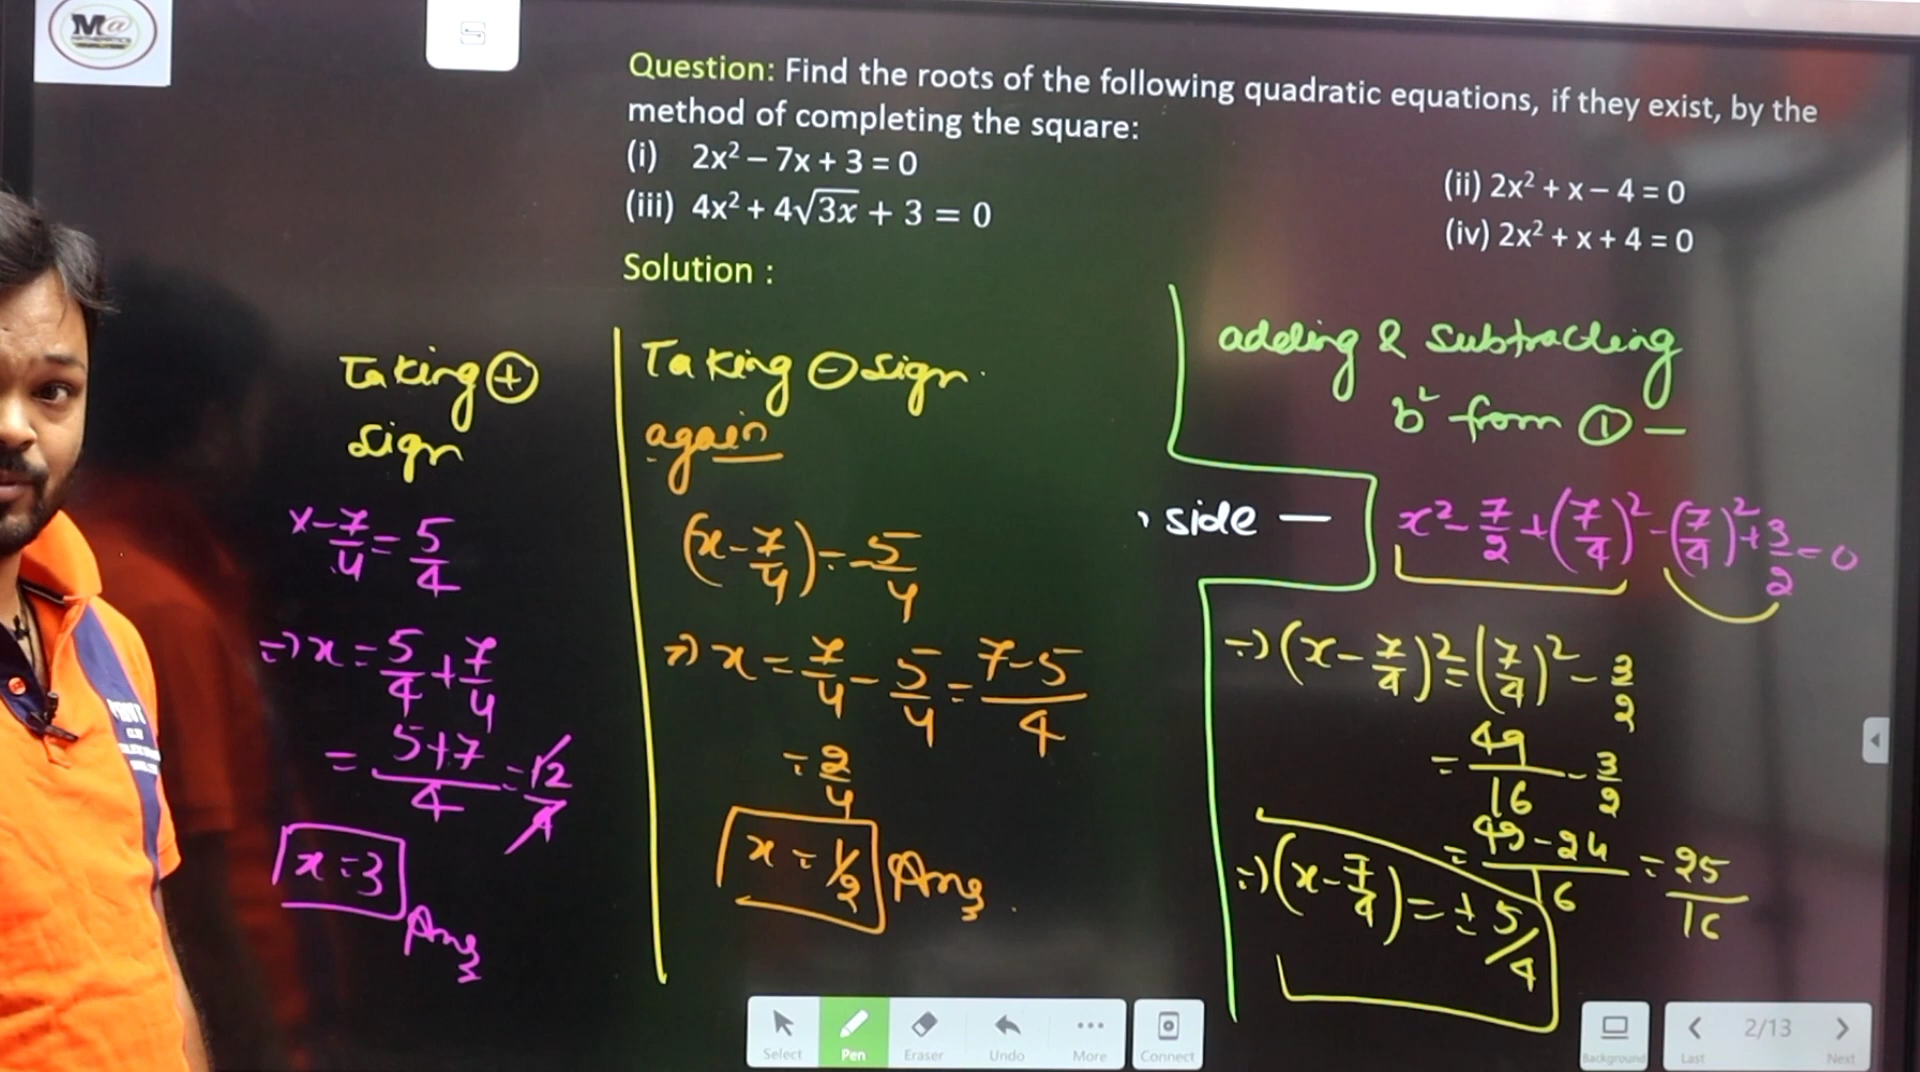 M@
Question: Find the roots of the following quadratic equations, if they exist, by the
method of completing the square:
(i) 2x² – 7x + 3 = 0
(ii) 2x² + x – 4 = 0
(iii) 4x² + 4√3x + 3 = 0
(iv) 2x² + x + 4 = 0
Solution :
Taking ⊕
sign
x-7/4 = 5/4
⇒ x = 5/4 + 7/4
= 5+7/4 = 12/4
x = 3
Ans
Taking ⊖ sign.
again
(x - 7/4) = -5/4
⇒ x = 7/4 - 5/4 = 7-5/4
= 2/4
x = 1/2 Ans.
adding & subtracting
b² from ① —
side —
x² - 7/2 + (7/4)² - (7/4)² + 3/2 = 0
⇒ (x - 7/4)² = (7/4)² - 3/2
= 49/16 - 3/2
= 49-24/16 = 25/16
⇒ (x - 7/4) = ± 5/4
Select Pen Eraser Undo More Connect
Background
2/13
Last Next